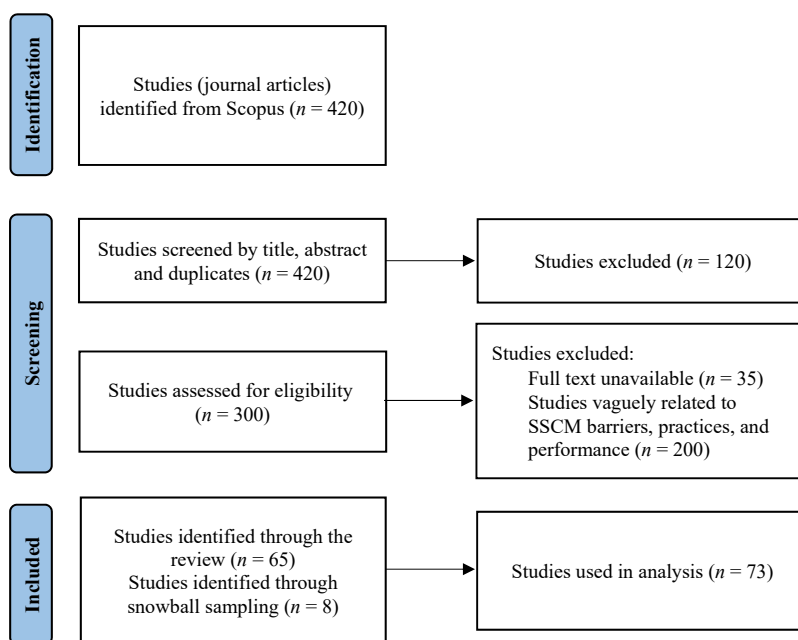 Identification
Studies (journal articles)
identified from Scopus (n = 420)
Screening
Studies screened by title, abstract
and duplicates (n = 420)
Studies excluded (n = 120)
Studies assessed for eligibility
(n = 300)
Studies excluded:
Full text unavailable (n = 35)
Studies vaguely related to
SSCM barriers, practices, and
performance (n = 200)
Included
Studies identified through the
review (n = 65)
Studies identified through
snowball sampling (n = 8)
Studies used in analysis (n = 73)